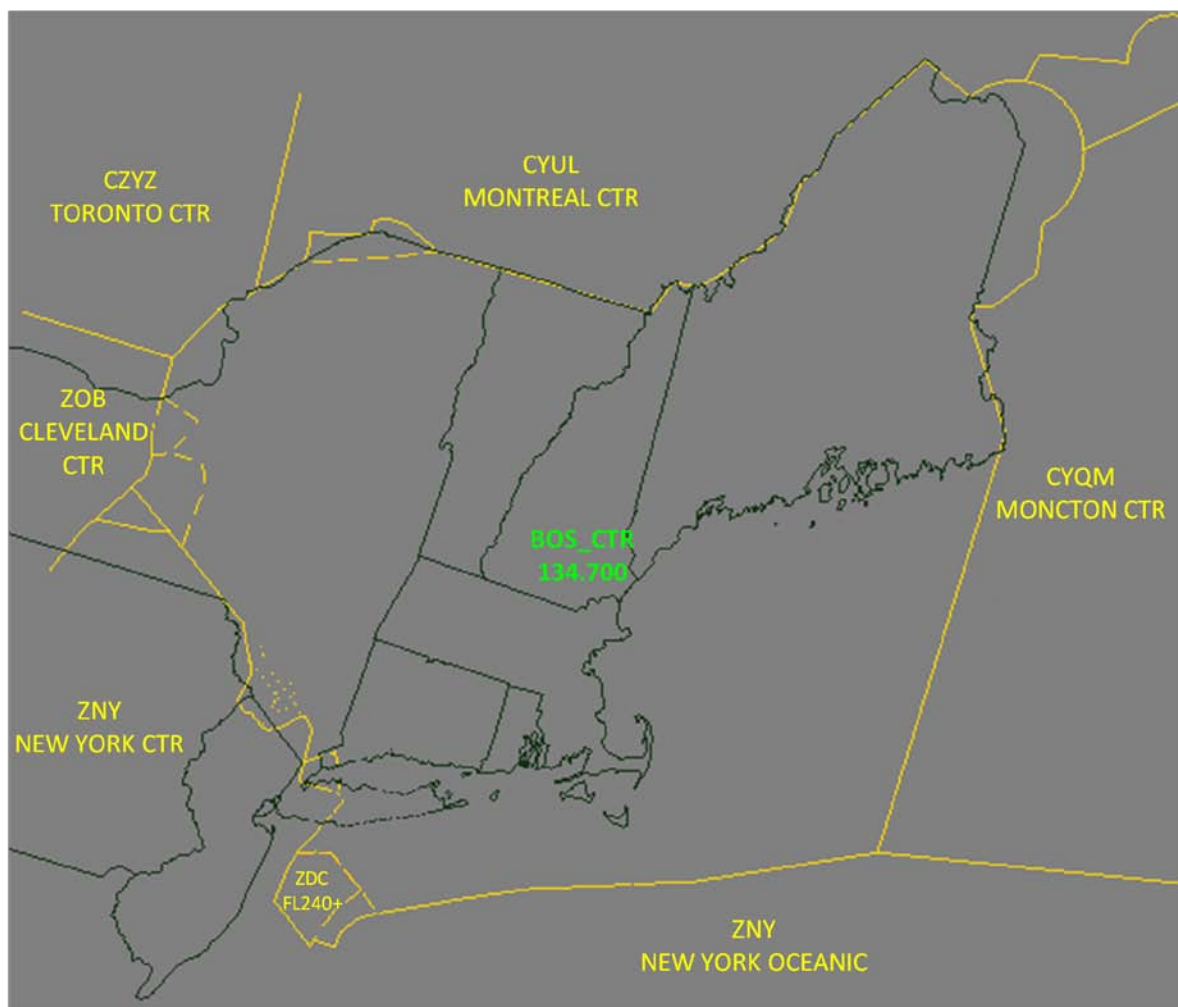 CZYZ
TORONTO CTR
CYUL
MONTREAL CTR
ZOB
CLEVELAND
CTR
CYQM
MONCTON CTR
BOS_CTR
134.700
ZNY
NEW YORK CTR
ZDC
FL240+
ZNY
NEW YORK OCEANIC